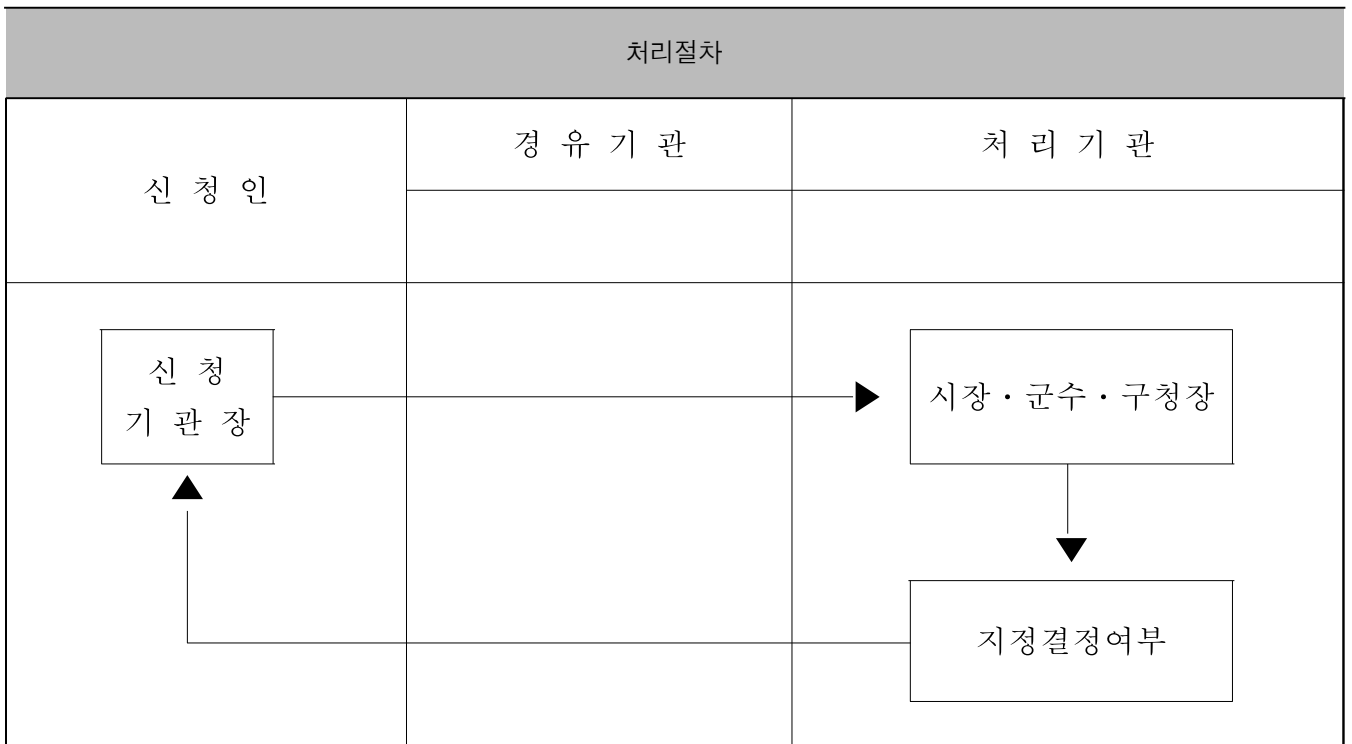 처리절차
신 청 인
경 유 기 관
처 리 기 관
신 청
기 관 장
시장·군수·구청장
지정결정여부